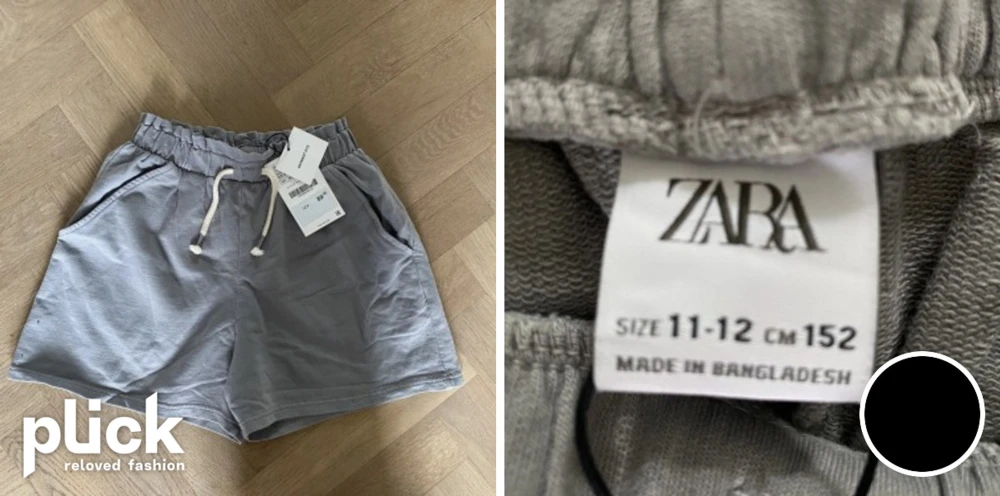 plick
reloved fashion
ZARA
SIZE 11-12 CM 152
MADE IN BANGLADESH